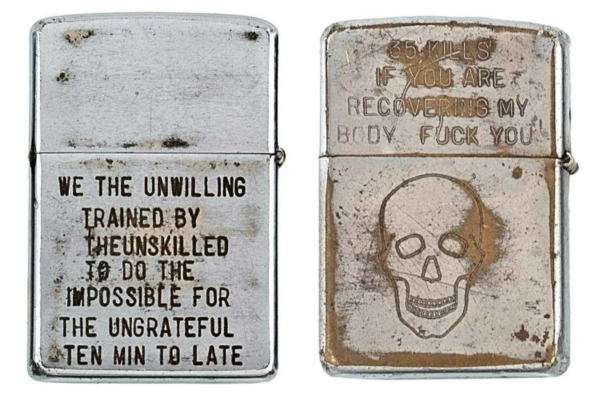 WE THE UNWILLING
TRAINED BY
THEUNSKILLED
TO DO THE
IMPOSSIBLE FOR
THE UNGRATEFUL
TEN MIN TO LATE
35 KILLS
IF YOU ARE
RECOVERING MY
BODY FUCK YOU